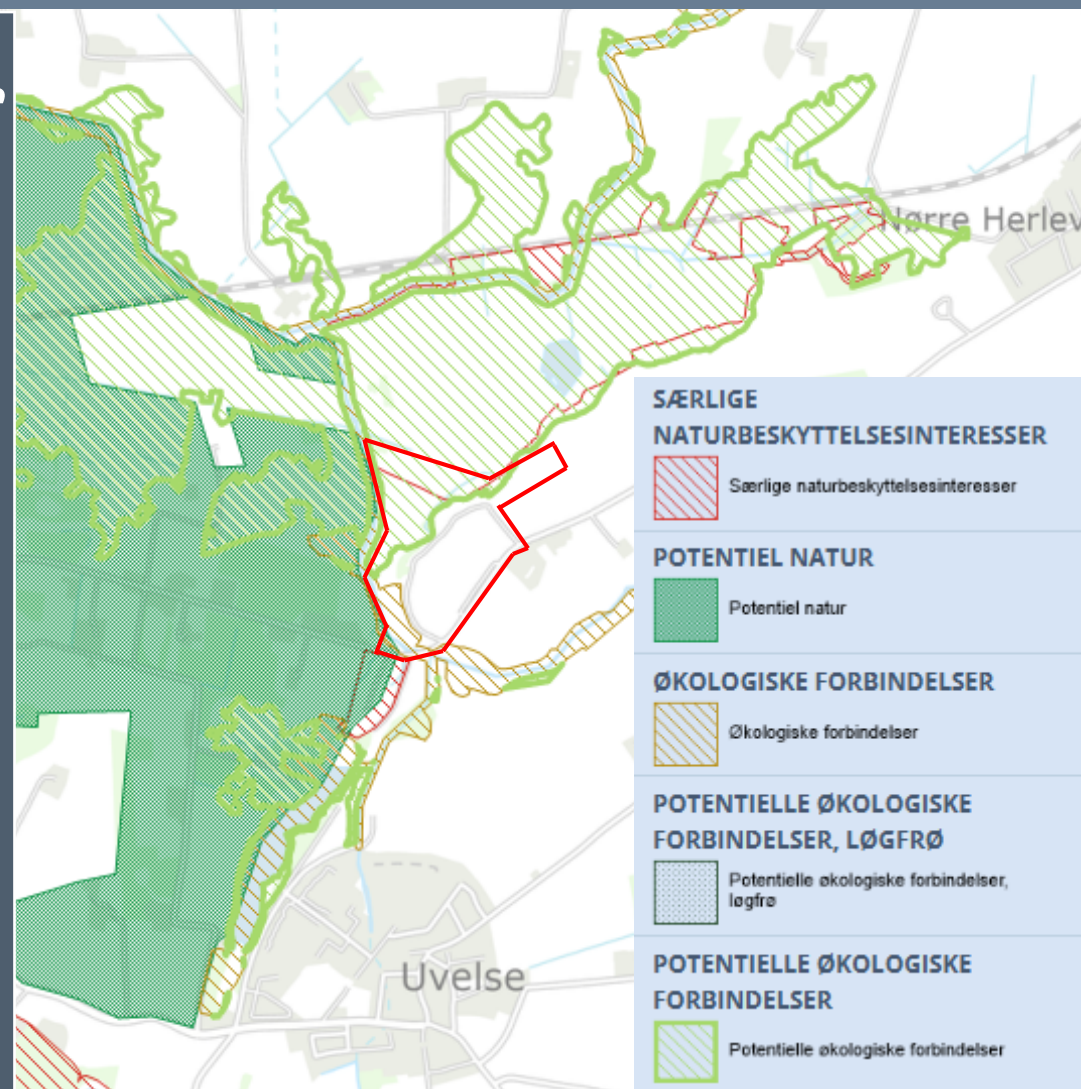 Nørre Herlev
SÆRLIGE
NATURBESKYTTELSESINTERESSER
Særlige naturbeskyttelsesinteresser
POTENTIEL NATUR
Potentiel natur
ØKOLOGISKE FORBINDELSER
Økologiske forbindelser
POTENTIELLE ØKOLOGISKE
FORBINDELSER, LØGFRØ
Potentielle økologiske forbindelser,
løgfrø
POTENTIELLE ØKOLOGISKE
FORBINDELSER
Potentielle økologiske forbindelser
Uvelse